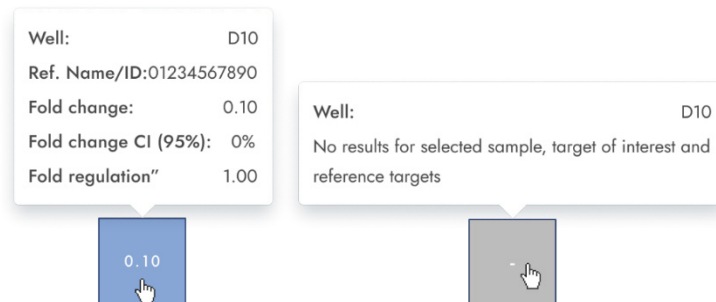 Well: D10
Ref. Name/ID:01234567890
Fold change: 0.10
Fold change CI (95%): 0%
Fold regulation” 1.00
0.10
Well: D10
No results for selected sample, target of interest and
reference targets
-